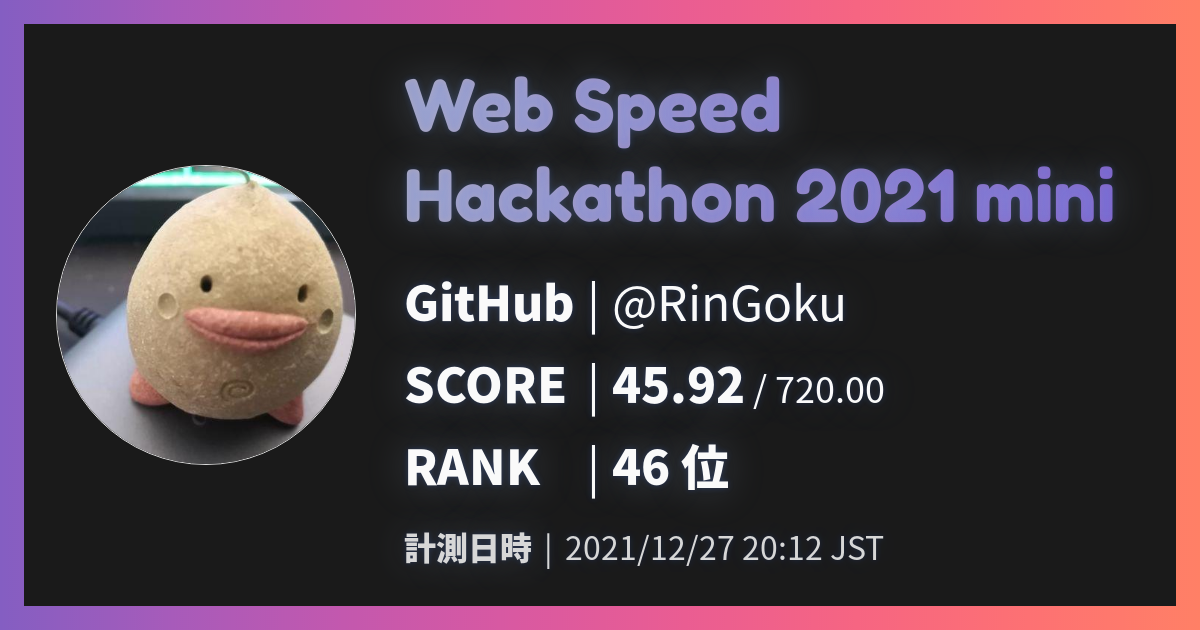 Web Speed
Hackathon 2021 mini
GitHub | @RinGoku
SCORE | 45.92 / 720.00
RANK | 46 位
計測日時 | 2021/12/27 20:12 JST